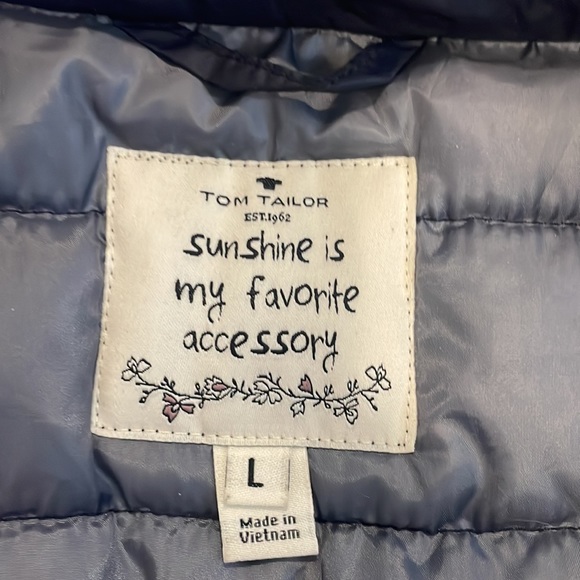 TOM TAILOR
EST.1962
sunshine is
my favorite
accessory
L
Made in
Vietnam